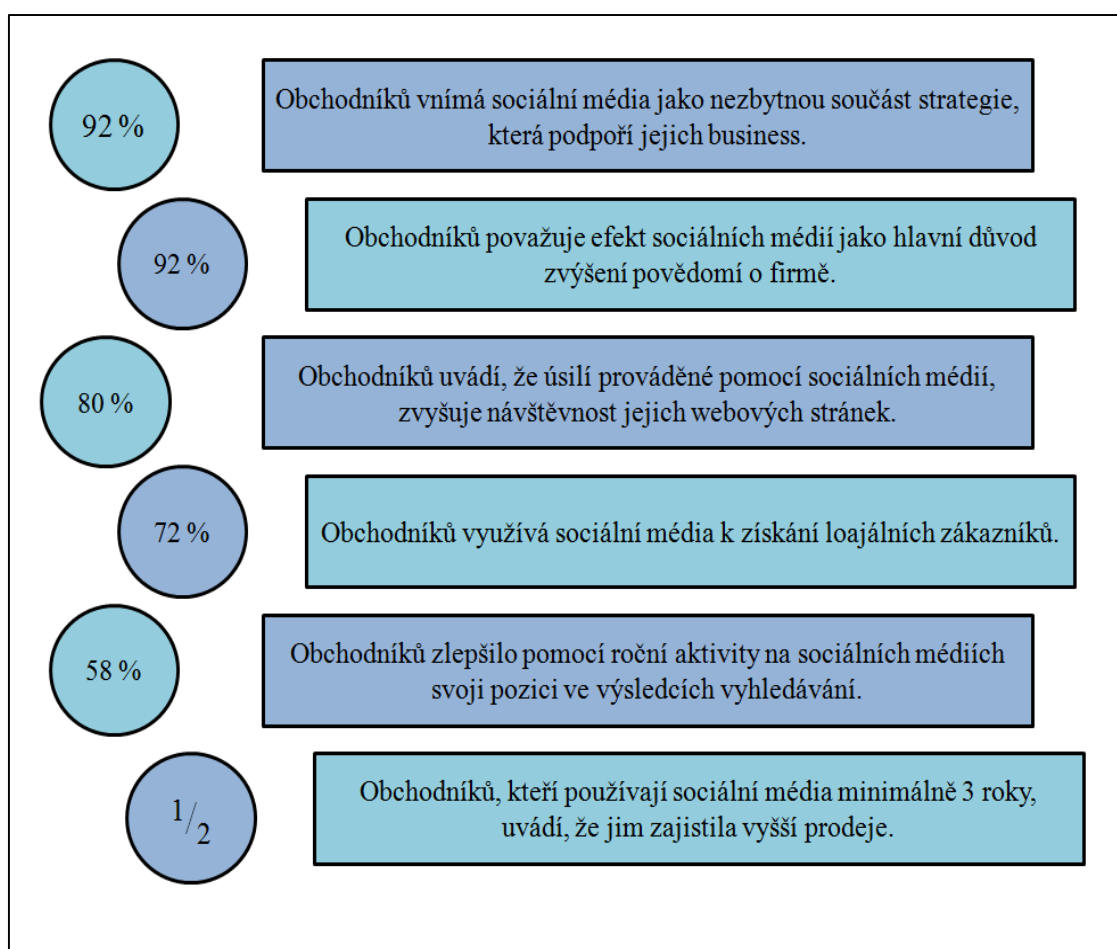 92 %
Obchodníků vnímá sociální média jako nezbytnou součást strategie,
která podpoří jejich business.
92 %
Obchodníků považuje efekt sociálních médií jako hlavní důvod
zvýšení povědomí o firmě.
80 %
Obchodníků uvádí, že úsilí prováděné pomocí sociálních médií,
zvyšuje návštěvnost jejich webových stránek.
72 %
Obchodníků využívá sociální média k získání loajálních zákazníků.
58 %
Obchodníků zlepšilo pomocí roční aktivity na sociálních médiích
svoji pozici ve výsledcích vyhledávání.
1/2
Obchodníků, kteří používají sociální média minimálně 3 roky,
uvádí, že jim zajistila vyšší prodeje.